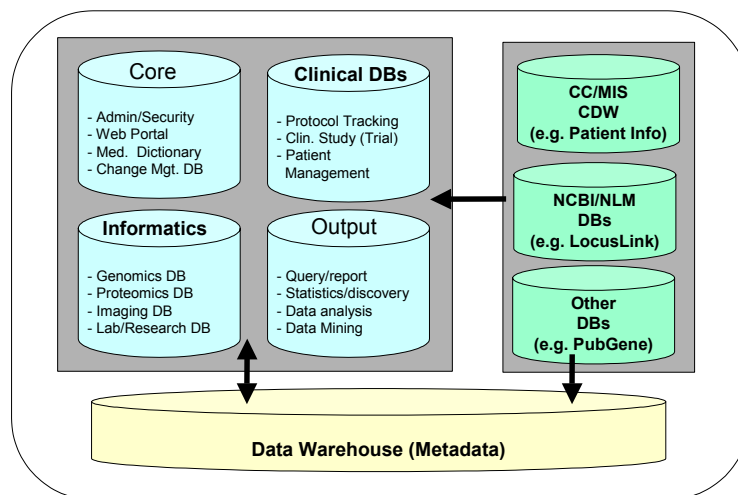 Core
- Admin/Security
- Web Portal
- Med. Dictionary
- Change Mgt. DB
Clinical DBs
- Protocol Tracking
- Clin. Study (Trial)
- Patient
Management
Informatics
- Genomics DB
- Proteomics DB
- Imaging DB
- Lab/Research DB
Output
- Query/report
- Statistics/discovery
- Data analysis
- Data Mining
CC/MIS
CDW
(e.g. Patient Info)
NCBI/NLM
DBs
(e.g. LocusLink)
Other
DBs
(e.g. PubGene)
Data Warehouse (Metadata)